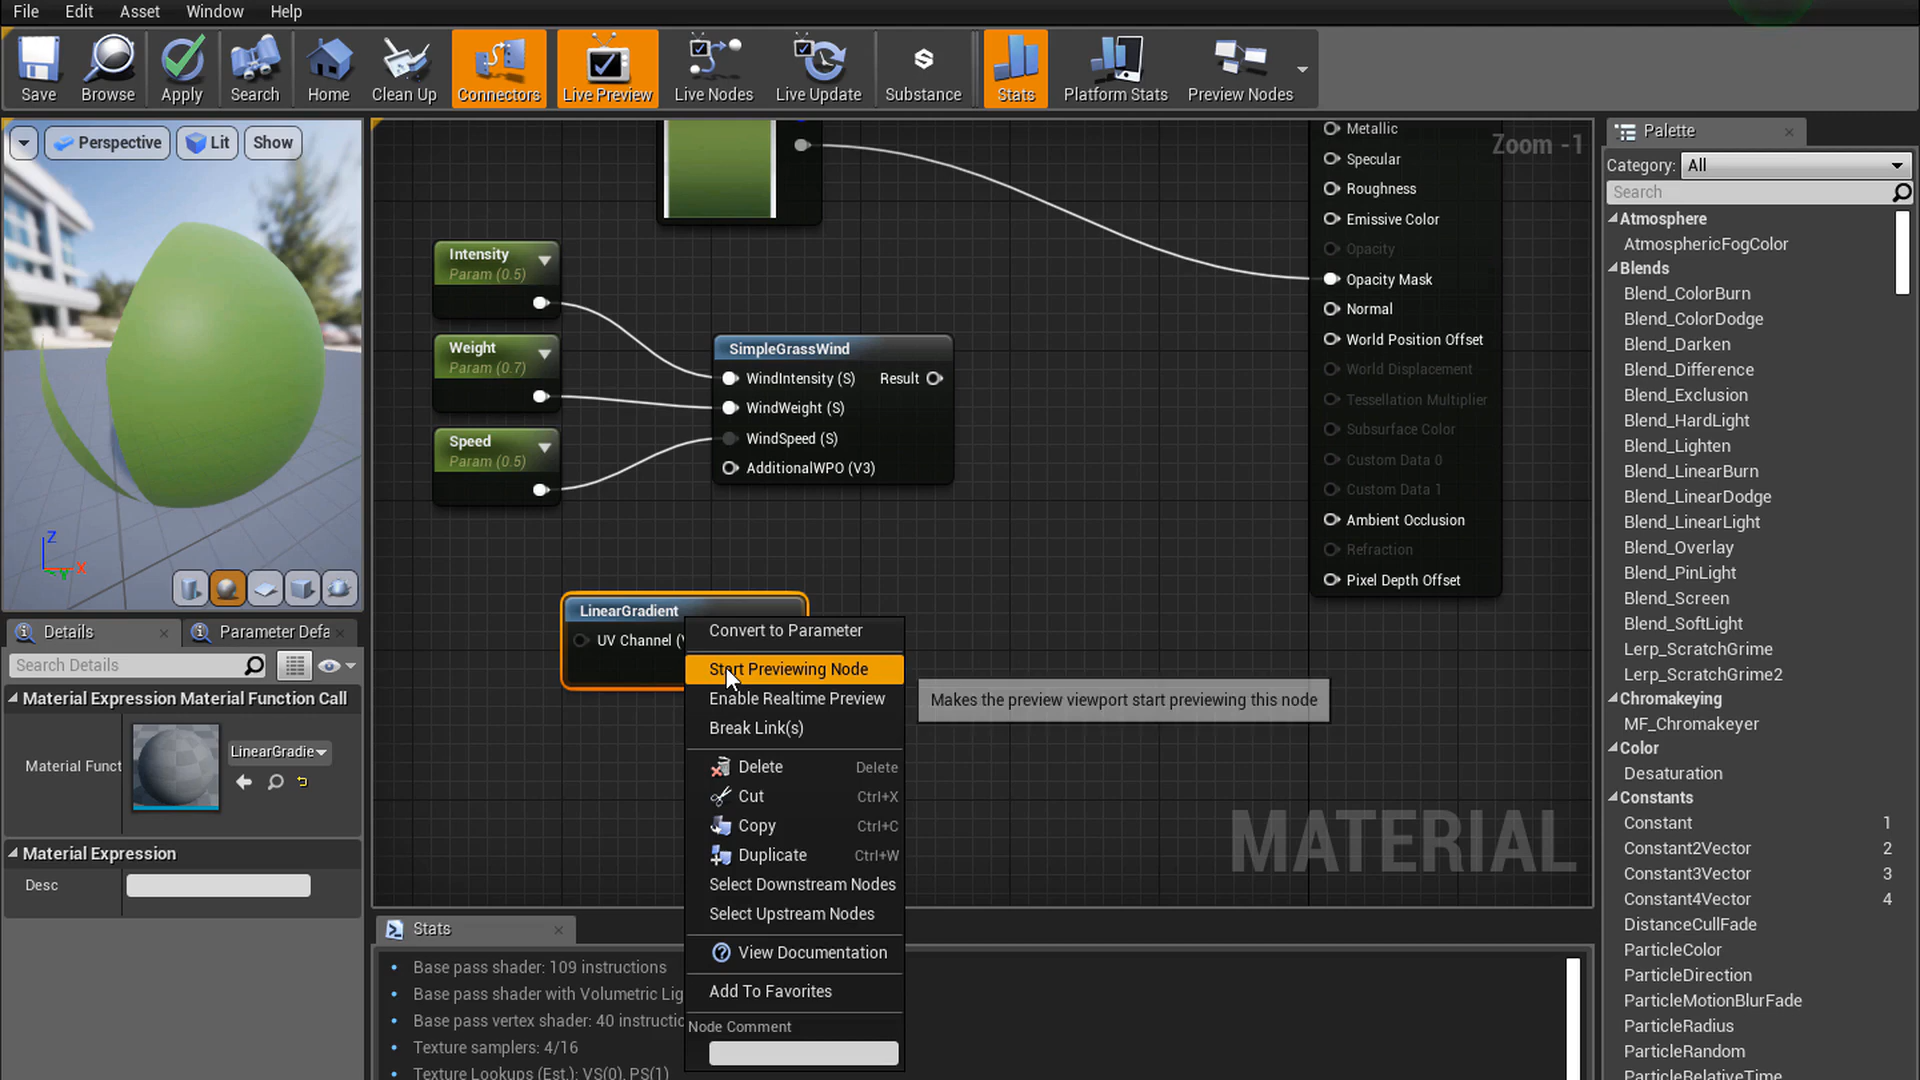 File Edit Asset Window Help
Save Browse Apply Search Home Clean Up Connectors Live Preview Live Nodes Live Update Substance Stats Platform Stats Preview Nodes
Perspective Lit Show
Z
X
Y
Details Parameter Defa
Search Details
Material Expression Material Function Call
Material Funct
LinearGradie
Material Expression
Desc
Zoom -1
Intensity
Param (0.5)
Weight
Param (0.7)
Speed
Param (0.5)
SimpleGrassWind
WindIntensity (S) Result
WindWeight (S)
WindSpeed (S)
AdditionalWPO (V3)
Metallic
Specular
Roughness
Emissive Color
Opacity
Opacity Mask
Normal
World Position Offset
World Displacement
Tessellation Multiplier
Subsurface Color
Custom Data 0
Custom Data 1
Ambient Occlusion
Refraction
Pixel Depth Offset
LinearGradient
UV Channel (V
Convert to Parameter
Start Previewing Node
Enable Realtime Preview
Break Link(s)
Delete Delete
Cut Ctrl+X
Copy Ctrl+C
Duplicate Ctrl+W
Select Downstream Nodes
Select Upstream Nodes
View Documentation
Add To Favorites
Node Comment
Makes the preview viewport start previewing this node
MATERIAL
Stats
Base pass shader: 109 instructions
Base pass shader with Volumetric Lig
Base pass vertex shader: 40 instructio
Texture samplers: 4/16
Texture Lookups (Est.): VS(0), PS(1)
Palette
Category: All
Search
Atmosphere
AtmosphericFogColor
Blends
Blend_ColorBurn
Blend_ColorDodge
Blend_Darken
Blend_Difference
Blend_Exclusion
Blend_HardLight
Blend_Lighten
Blend_LinearBurn
Blend_LinearDodge
Blend_LinearLight
Blend_Overlay
Blend_PinLight
Blend_Screen
Blend_SoftLight
Lerp_ScratchGrime
Lerp_ScratchGrime2
Chromakeying
MF_Chromakeyer
Color
Desaturation
Constants
Constant 1
Constant2Vector 2
Constant3Vector 3
Constant4Vector 4
DistanceCullFade
ParticleColor
ParticleDirection
ParticleMotionBlurFade
ParticleRadius
ParticleRandom
ParticleRelativeTime